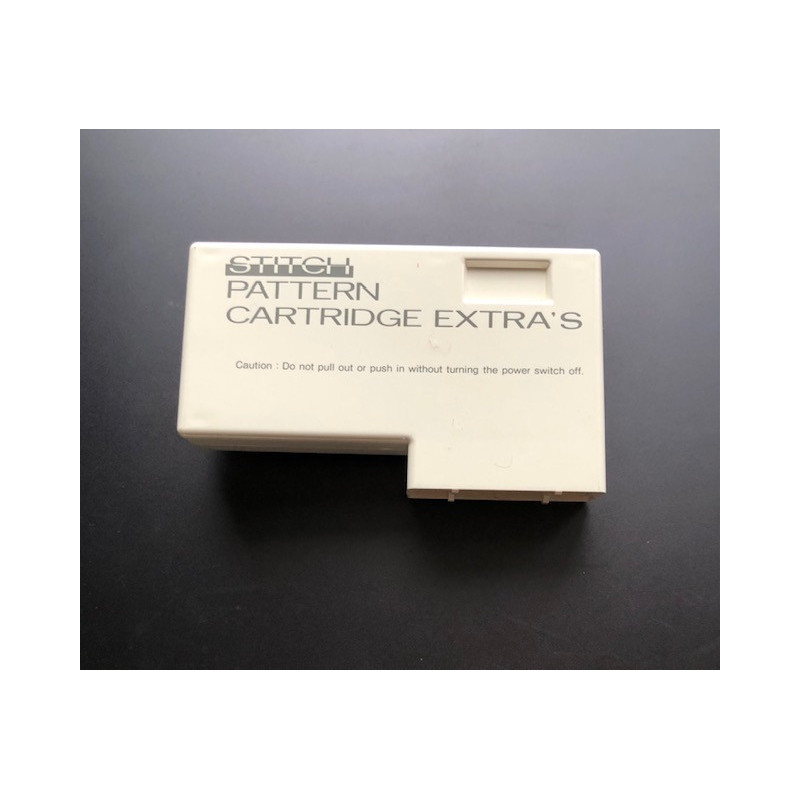 STITCH
PATTERN
CARTRIDGE EXTRA'S
Caution : Do not pull out or push in without turning the power switch off.